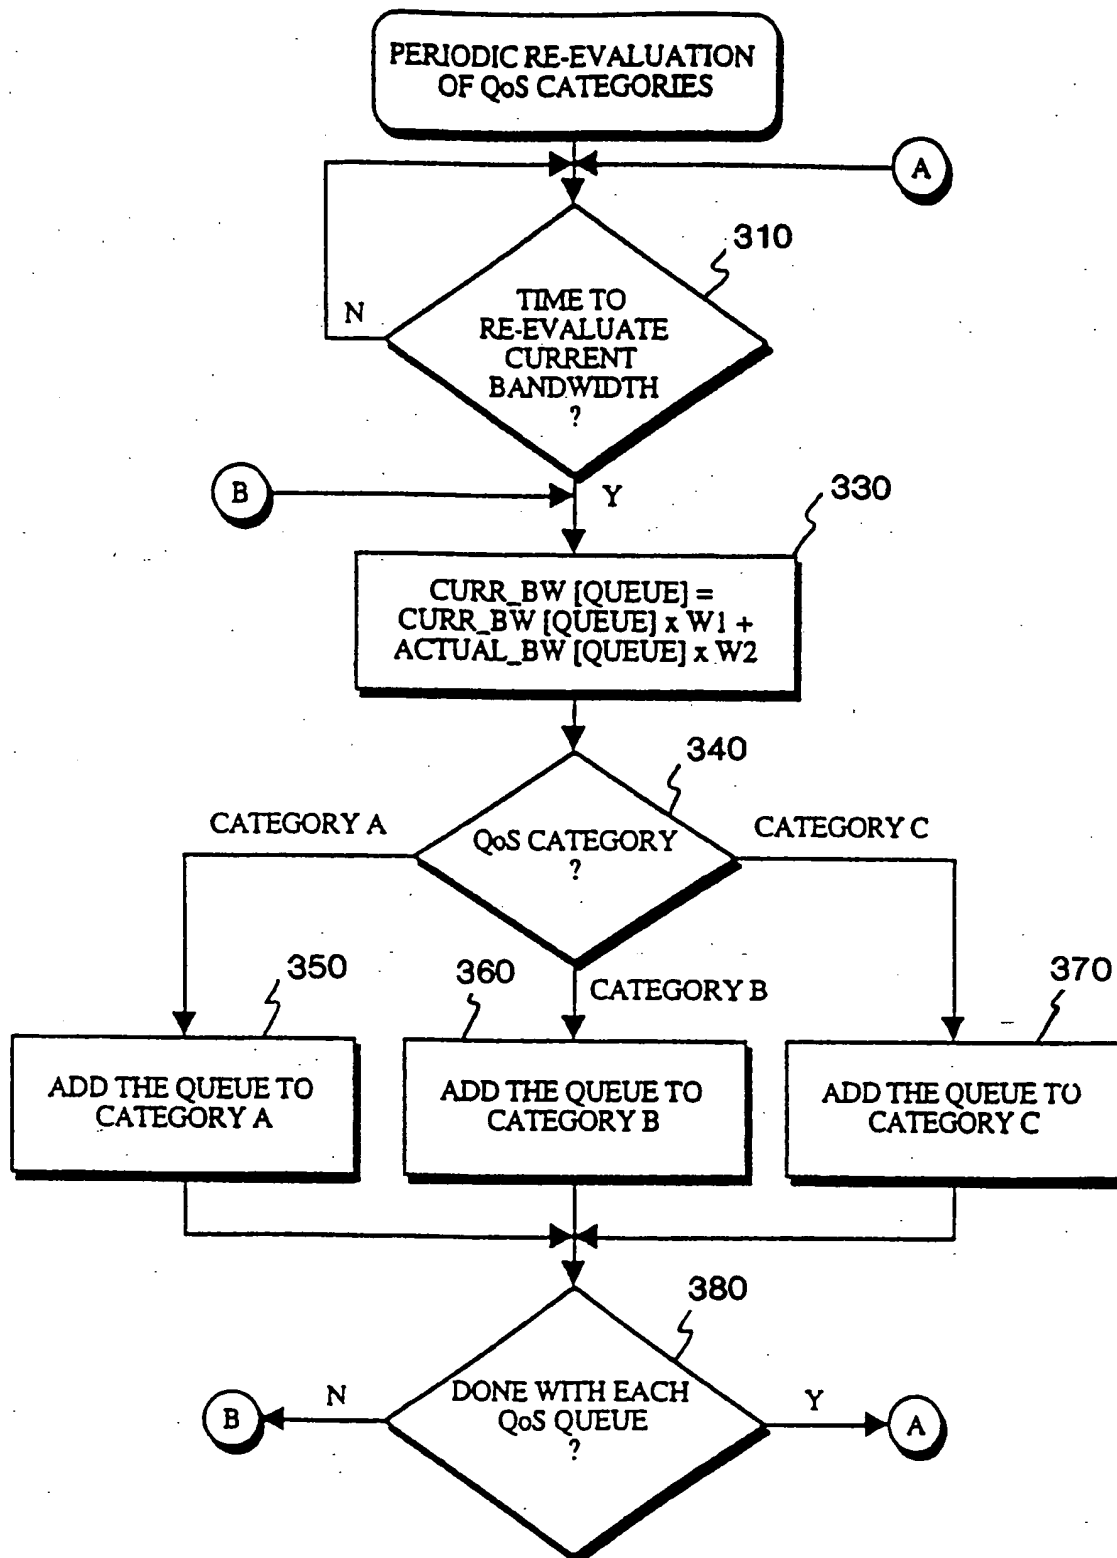 PERIODIC RE-EVALUATION
OF QoS CATEGORIES
A
310
TIME TO
RE-EVALUATE
CURRENT
BANDWIDTH
?
N
B
Y
330
CURR_BW [QUEUE] =
CURR_BW [QUEUE] x W1 +
ACTUAL_BW [QUEUE] x W2
340
CATEGORY A
QoS CATEGORY
?
CATEGORY C
350
360
CATEGORY B
370
ADD THE QUEUE TO
CATEGORY A
ADD THE QUEUE TO
CATEGORY B
ADD THE QUEUE TO
CATEGORY C
380
DONE WITH EACH
QoS QUEUE
?
N
B
Y
A